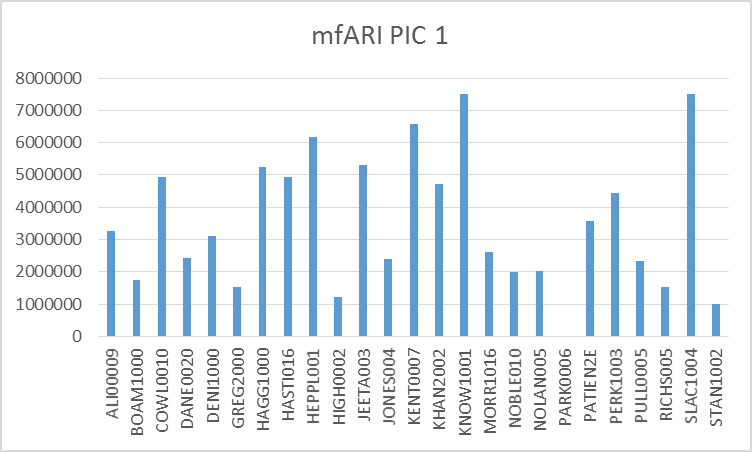 mfARI PIC 1
8000000
7000000
6000000
5000000
4000000
3000000
2000000
1000000
0
ALI00009
BOAM1000
COWL0010
DANE0020
DENI1000
GREG2000
HAGG1000
HASTI016
HEPPL001
HIGH0002
JEETA003
JONES004
KENT0007
KHAN2002
KNOW1001
MORR1016
NOBLE010
NOLAN005
PARK0006
PATIEN2E
PERK1003
PULL0005
RICHS005
SLAC1004
STAN1002